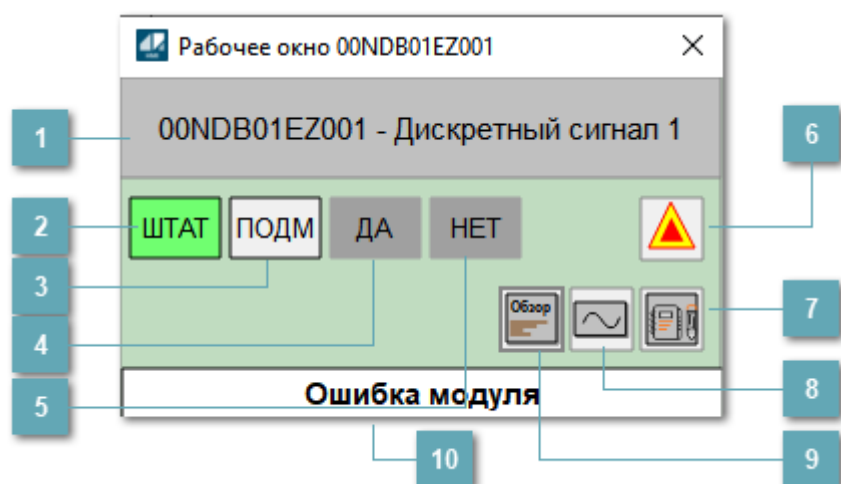 Рабочее окно 00NDB01EZ001
00NDB01EZ001 - Дискретный сигнал 1
1
6
ШТАТ
ПОДМ
ДА
НЕТ
2
3
7
Обзор
4
8
5
Ошибка модуля
10
9